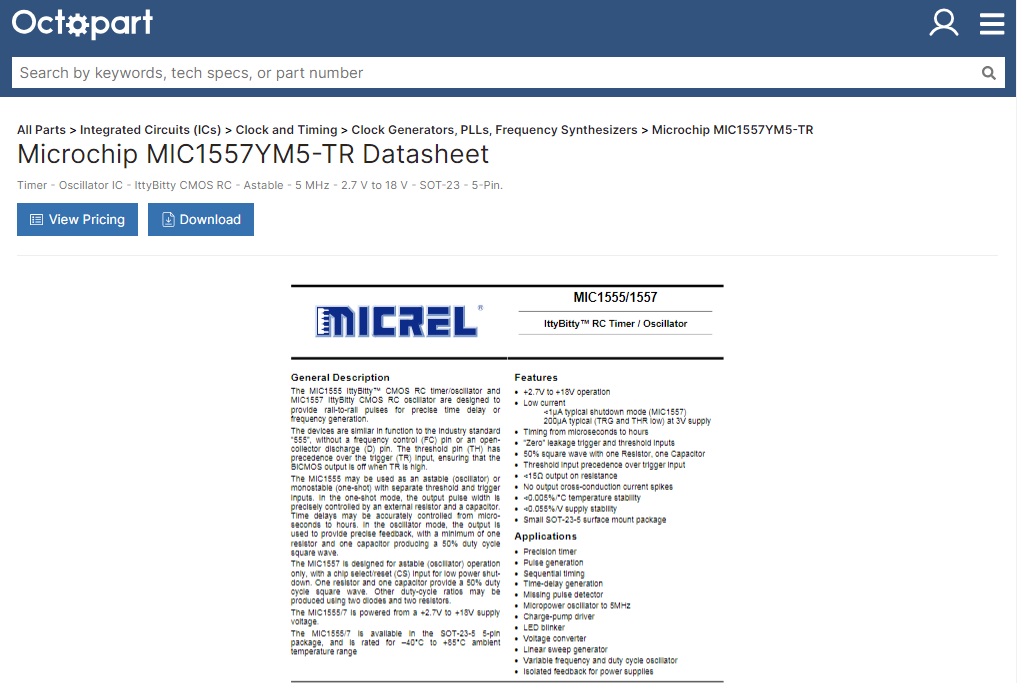 Octopart
Search by keywords, tech specs, or part number
All Parts > Integrated Circuits (ICs) > Clock and Timing > Clock Generators, PLLs, Frequency Synthesizers > Microchip MIC1557YM5-TR
Microchip MIC1557YM5-TR Datasheet
Timer - Oscillator IC - IttyBitty CMOS RC - Astable - 5 MHz - 2.7 V to 18 V - SOT-23 - 5-Pin.
View Pricing
Download
MICREL®
MIC1555/1557
IttyBitty™ RC Timer / Oscillator
General Description
The MIC1555 IttyBitty™ CMOS RC timer/oscillator and
MIC1557 IttyBitty CMOS RC oscillator are designed to
provide rail-to-rail pulses for precise time delay or
frequency generation.
The devices are similar in function to the industry standard
"555", without a frequency control (FC) pin or an open-
collector discharge (D) pin. The threshold pin (TH) has
precedence over the trigger (TR) input, ensuring that the
BiCMOS output is off when TR is high.
The MIC1555 may be used as an astable (oscillator) or
monostable (one-shot) with separate threshold and trigger
inputs. In the one-shot mode, the output pulse width is
precisely controlled by an external resistor and a capacitor.
Time delays may be accurately controlled from micro-
seconds to hours. In the oscillator mode, the output is
used to provide precise feedback, with a minimum of one
resistor and one capacitor producing a 50% duty cycle
square wave.
The MIC1557 is designed for astable (oscillator) operation
only, with a chip select/reset (CS) input for low power shut-
down. One resistor and one capacitor provide a 50% duty
cycle square wave. Other duty-cycle ratios may be
produced using two diodes and two resistors.
The MIC1555/7 is powered from a +2.7V to +18V supply
voltage.
The MIC1555/7 is available in the SOT-23-5 5-pin
package, and is rated for –40°C to +85°C ambient
temperature range
Features
• +2.7V to +18V operation
• Low current
<1µA typical shutdown mode (MIC1557)
200µA typical (TRG and THR low) at 3V supply
• Timing from microseconds to hours
• "Zero" leakage trigger and threshold inputs
• 50% square wave with one Resistor, one Capacitor
• Threshold input precedence over trigger input
• <15Ω output on resistance
• No output cross-conduction current spikes
• <0.005%/°C temperature stability
• <0.055%/V supply stability
• Small SOT-23-5 surface mount package
Applications
• Precision timer
• Pulse generation
• Sequential timing
• Time-delay generation
• Missing pulse detector
• Micropower oscillator to 5MHz
• Charge-pump driver
• LED blinker
• Voltage converter
• Linear sweep generator
• Variable frequency and duty cycle oscillator
• Isolated feedback for power supplies